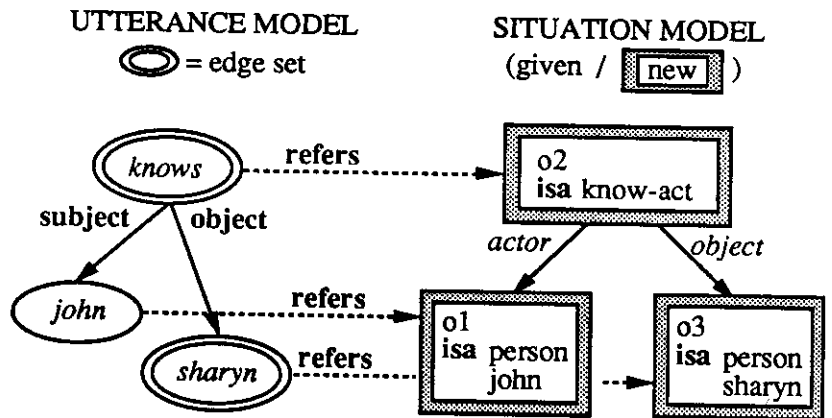 UTTERANCE MODEL
= edge set
SITUATION MODEL
(given / new )
knows
refers
o2
isa know-act
subject
object
actor
object
john
refers
o1
isa person
john
o3
isa person
sharyn
sharyn
refers